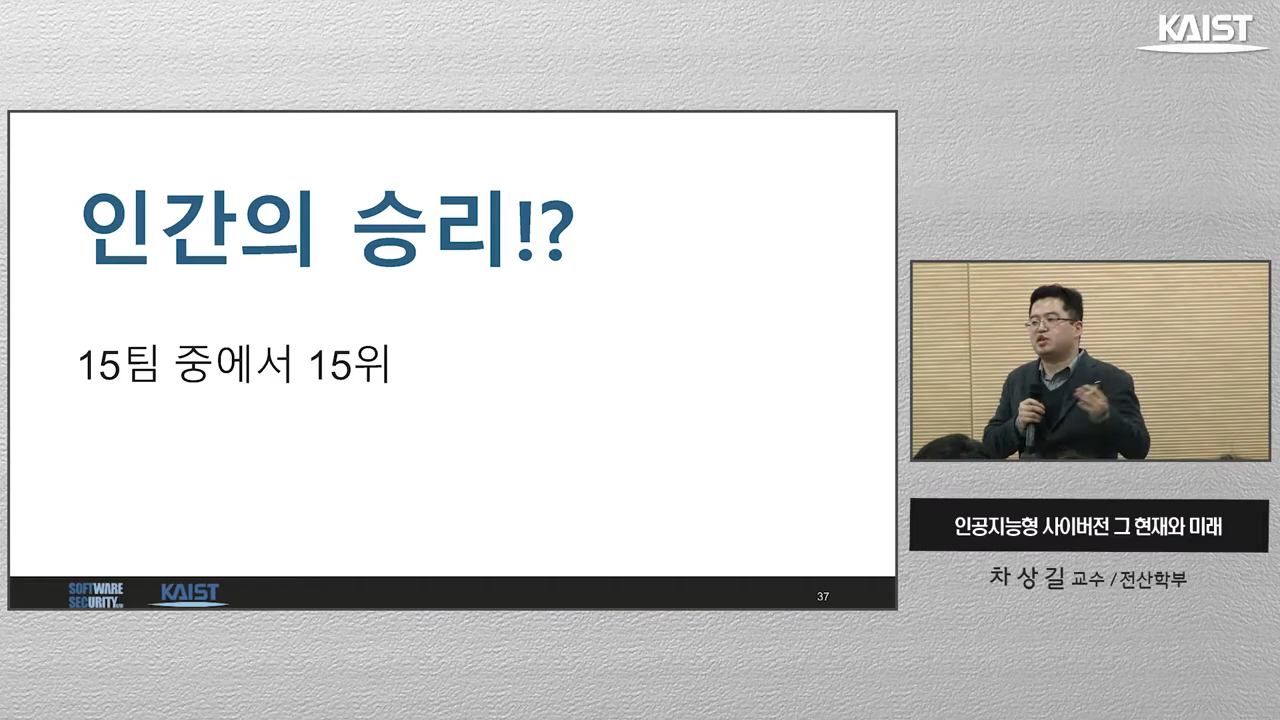 KAIST
인간의 승리!?
15팀 중에서 15위
SOFTWARE
SECURITY
KAIST
37
인공지능형 사이버전 그 현재와 미래
차상길 교수 / 전산학부